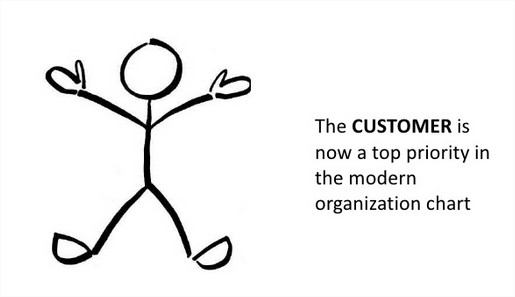 The CUSTOMER is
now a top priority in
the modern
organization chart